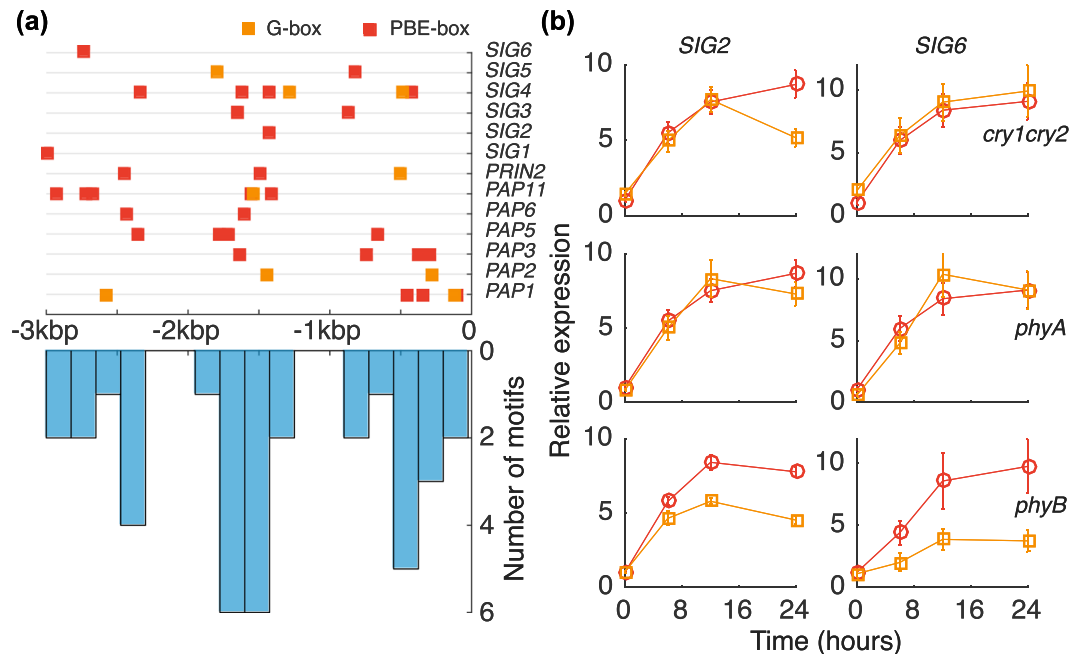 (a)
G-box PBE-box
SIG6
SIG5
SIG4
SIG3
SIG2
SIG1
PRIN2
PAP11
PAP6
PAP5
PAP3
PAP2
PAP1
-3kbp -2kbp -1kbp 0
0
2
4
6
Number of motifs
(b)
SIG2 SIG6
10
5
0
10
5
0
cry1cry2
10
5
0
10
5
0
phyA
10
5
0
10
5
0
phyB
Relative expression
0 8 16 24 0 8 16 24
Time (hours)